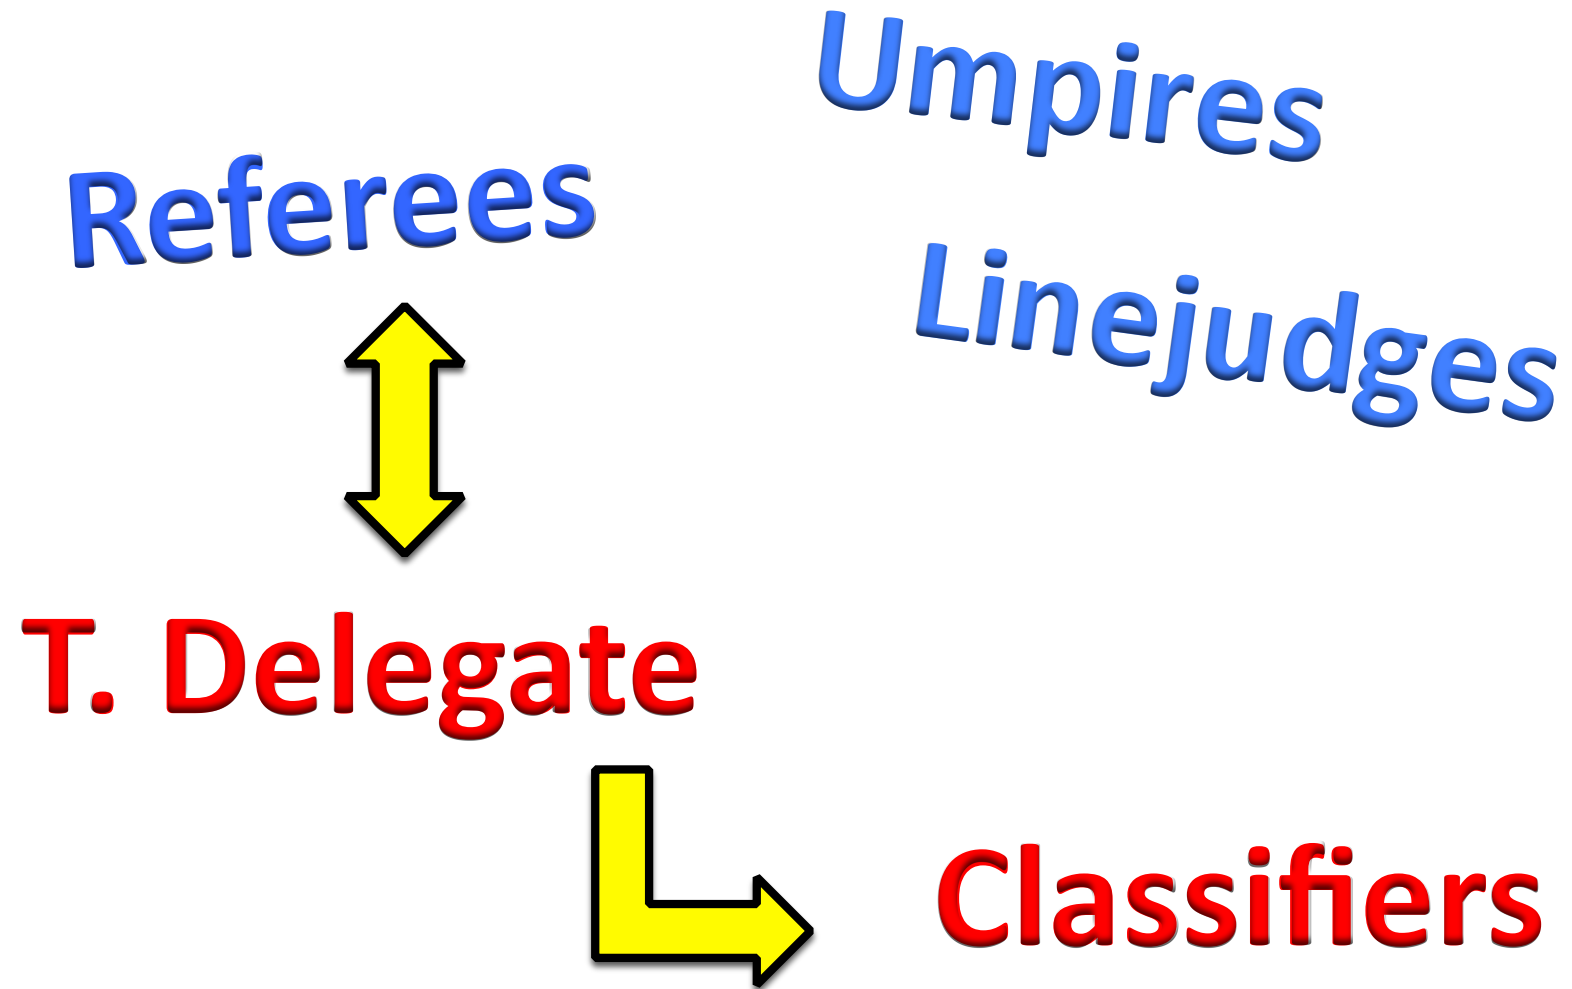 Umpires
Referees
Linejudges
T. Delegate
Classifiers